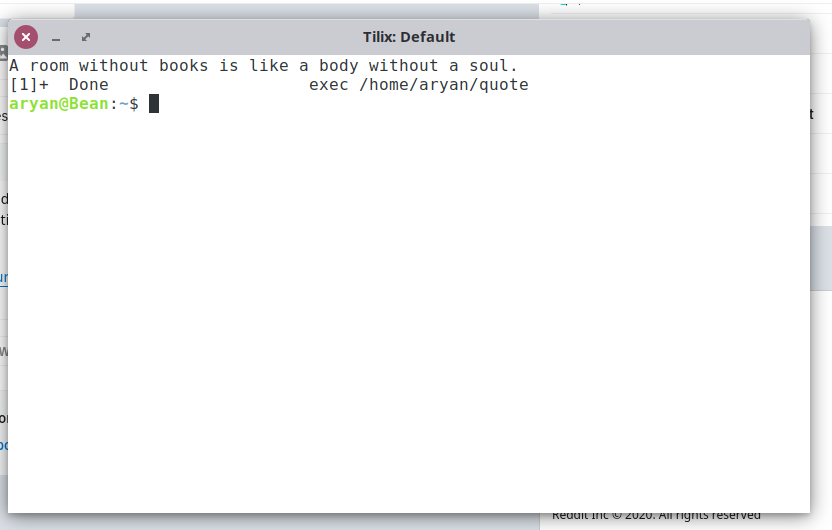 Tilix: Default
A room without books is like a body without a soul.
[1]+  Done                    exec /home/aryan/quote
aryan@Bean:~$
Reddit Inc © 2020. All rights reserved